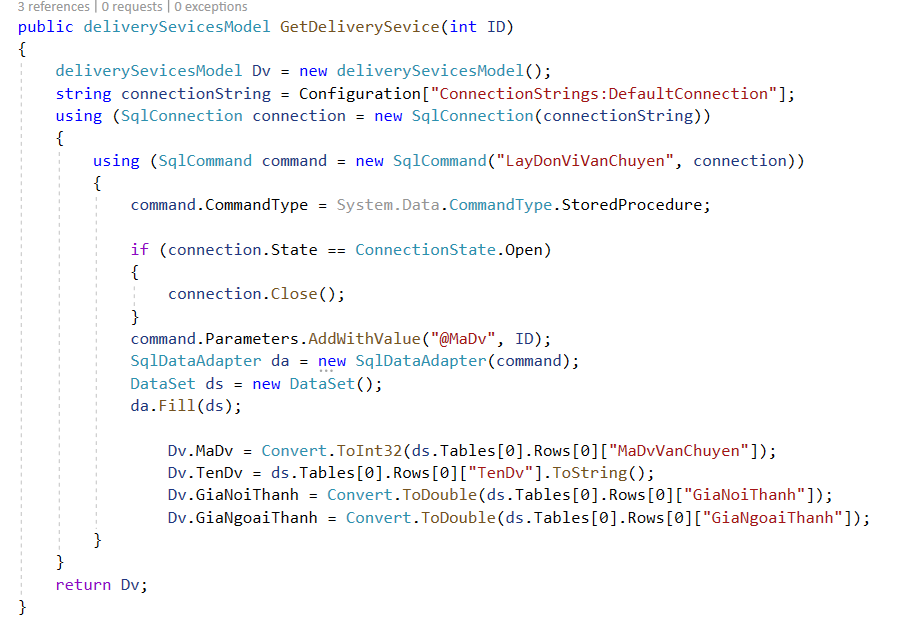 3 references | 0 requests | 0 exceptions
public deliverySevicesModel GetDeliverySevice(int ID)
{
    deliverySevicesModel Dv = new deliverySevicesModel();
    string connectionString = Configuration["ConnectionStrings:DefaultConnection"];
    using (SqlConnection connection = new SqlConnection(connectionString))
    {
        using (SqlCommand command = new SqlCommand("LayDonViVanChuyen", connection))
        {
            command.CommandType = System.Data.CommandType.StoredProcedure;
            if (connection.State == ConnectionState.Open)
            {
                connection.Close();
            }
            command.Parameters.AddWithValue("@MaDv", ID);
            SqlDataAdapter da = new SqlDataAdapter(command);
            DataSet ds = new DataSet();
            da.Fill(ds);
                Dv.MaDv = Convert.ToInt32(ds.Tables[0].Rows[0]["MaDvVanChuyen"]);
                Dv.TenDv = ds.Tables[0].Rows[0]["TenDv"].ToString();
                Dv.GiaNoiThanh = Convert.ToDouble(ds.Tables[0].Rows[0]["GiaNoiThanh"]);
                Dv.GiaNgoaiThanh = Convert.ToDouble(ds.Tables[0].Rows[0]["GiaNgoaiThanh"]);
        }
    }
    return Dv;
}